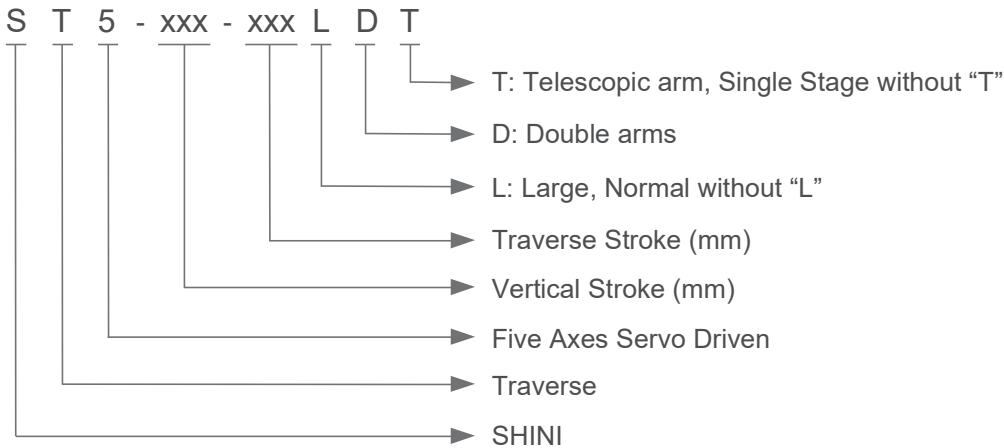 S T 5 - xxx - xxx L D T
T: Telescopic arm, Single Stage without “T”
D: Double arms
L: Large, Normal without “L”
Traverse Stroke (mm)
Vertical Stroke (mm)
Five Axes Servo Driven
Traverse
SHINI